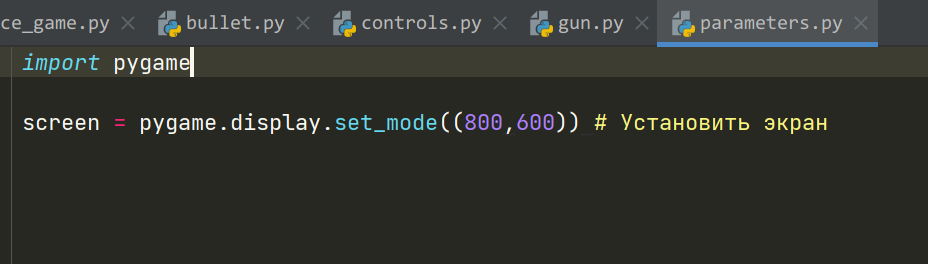 ce_game.py bullet.py controls.py gun.py parameters.py
import pygame
screen = pygame.display.set_mode((800,600)) # Установить экран